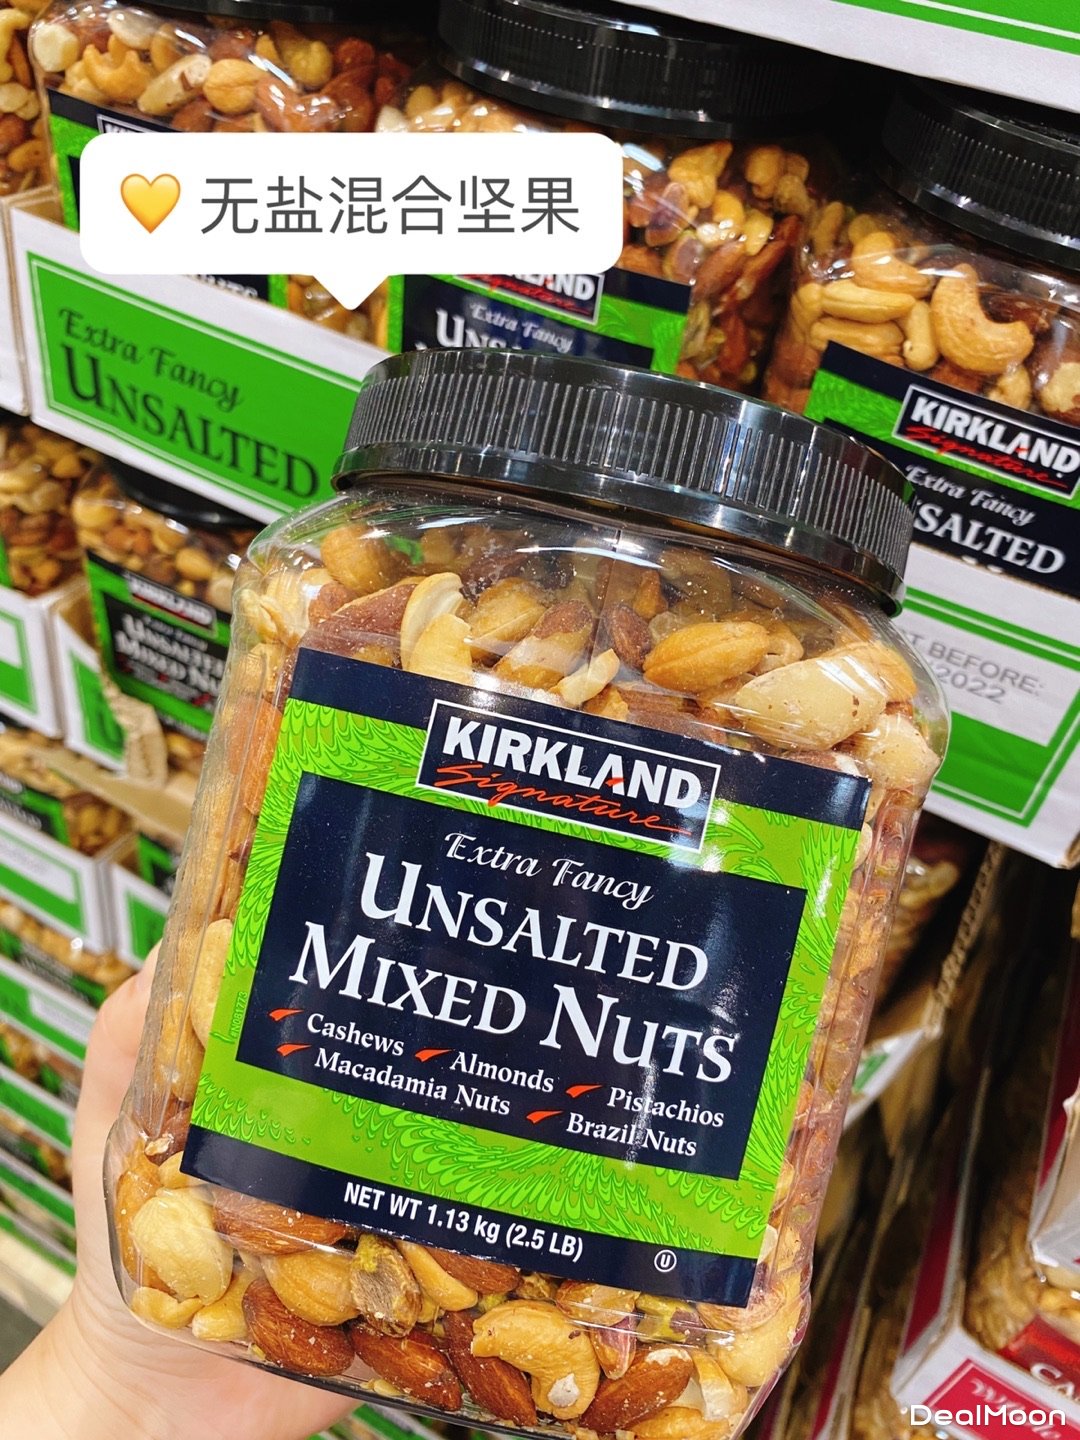 🧡 无盐混合坚果
Extra Fancy
UNSALTED
KIRKLAND
Signature
Extra Fancy
KIRKLAND
Signature
Extra Fancy
SALTED
T BEFORE.
2022
UNSALTED
MIXED
KIRKLAND
Signature
Extra Fancy
UNSALTED
MIXED NUTS
Cashews Almonds Pistachios
Macadamia Nuts Brazil Nuts
NET WT 1.13 kg (2.5 LB)
U
DealMoon